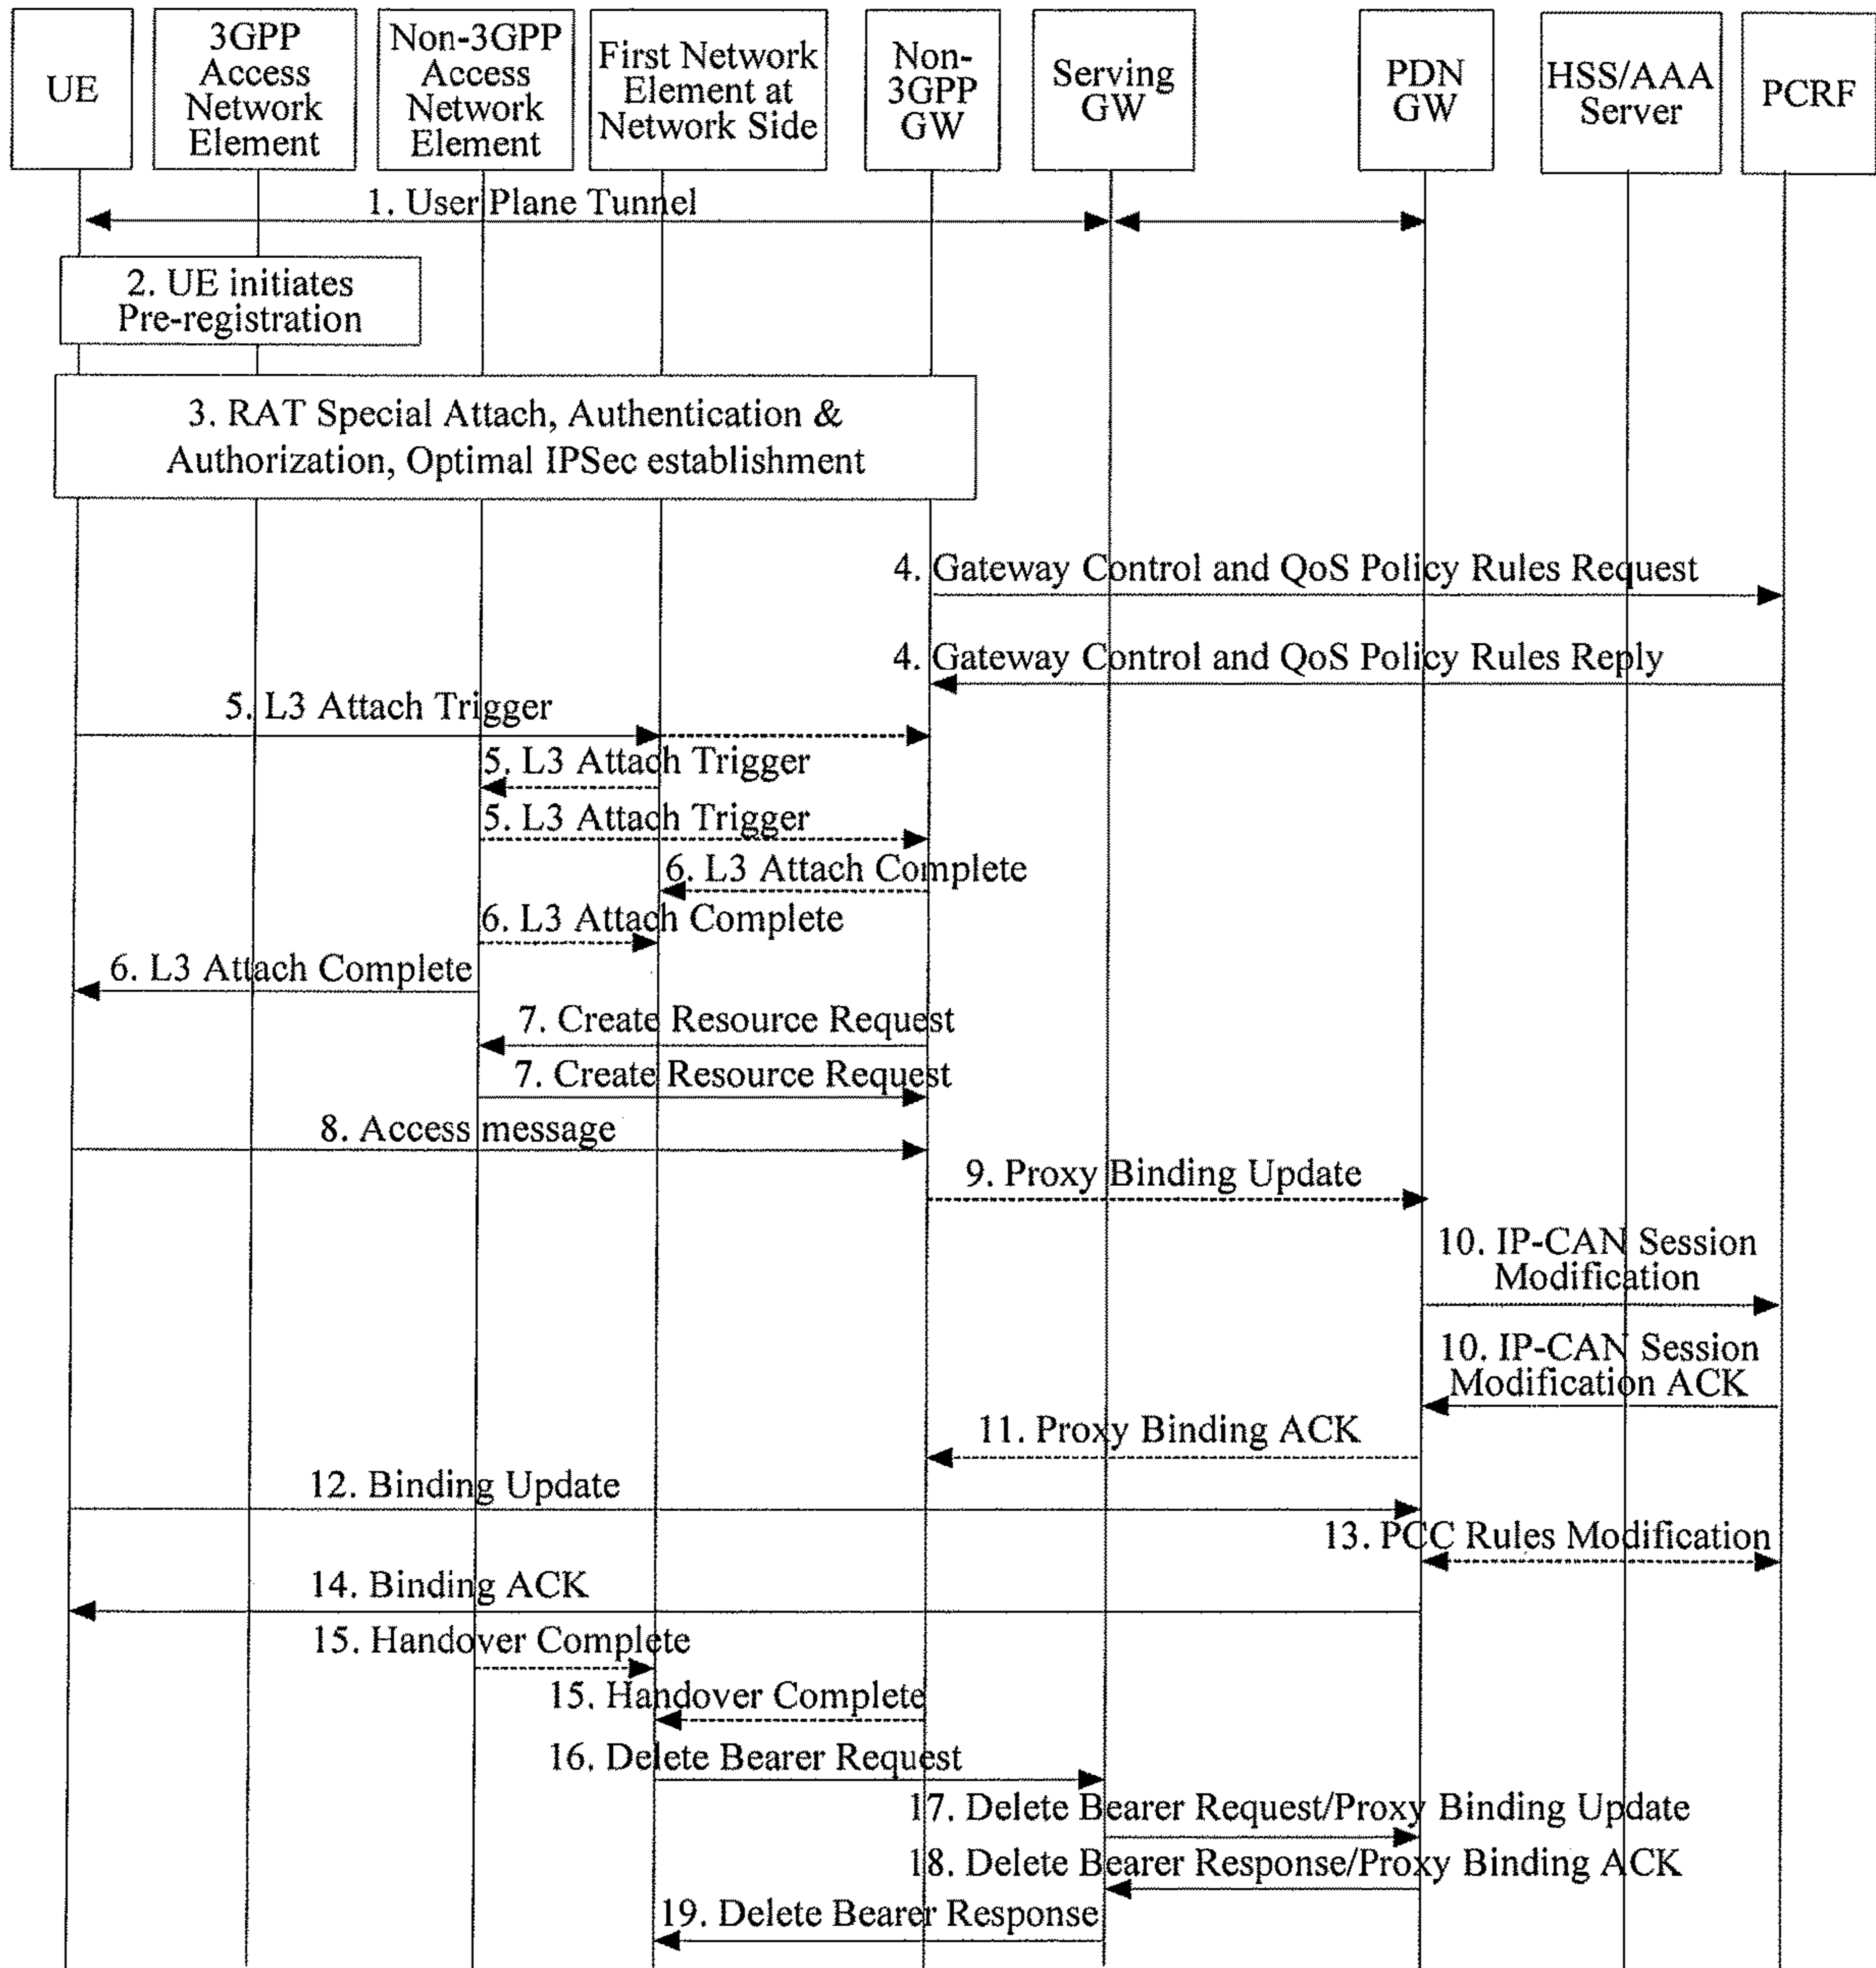 UE
3GPP
Access
Network
Element
Non-3GPP
Access
Network
Element
First Network
Element at
Network Side
Non-
3GPP
GW
Serving
GW
PDN
GW
HSS/AAA
Server
PCRF
1. User Plane Tunnel
2. UE initiates
Pre-registration
3. RAT Special Attach, Authentication &
Authorization, Optimal IPSec establishment
4. Gateway Control and QoS Policy Rules Request
4. Gateway Control and QoS Policy Rules Reply
5. L3 Attach Trigger
5. L3 Attach Trigger
5. L3 Attach Trigger
6. L3 Attach Complete
6. L3 Attach Complete
6. L3 Attach Complete
7. Create Resource Request
7. Create Resource Request
8. Access message
9. Proxy Binding Update
10. IP-CAN Session
Modification
10. IP-CAN Session
Modification ACK
11. Proxy Binding ACK
12. Binding Update
13. PCC Rules Modification
14. Binding ACK
15. Handover Complete
15. Handover Complete
16. Delete Bearer Request
17. Delete Bearer Request/Proxy Binding Update
18. Delete Bearer Response/Proxy Binding ACK
19. Delete Bearer Response